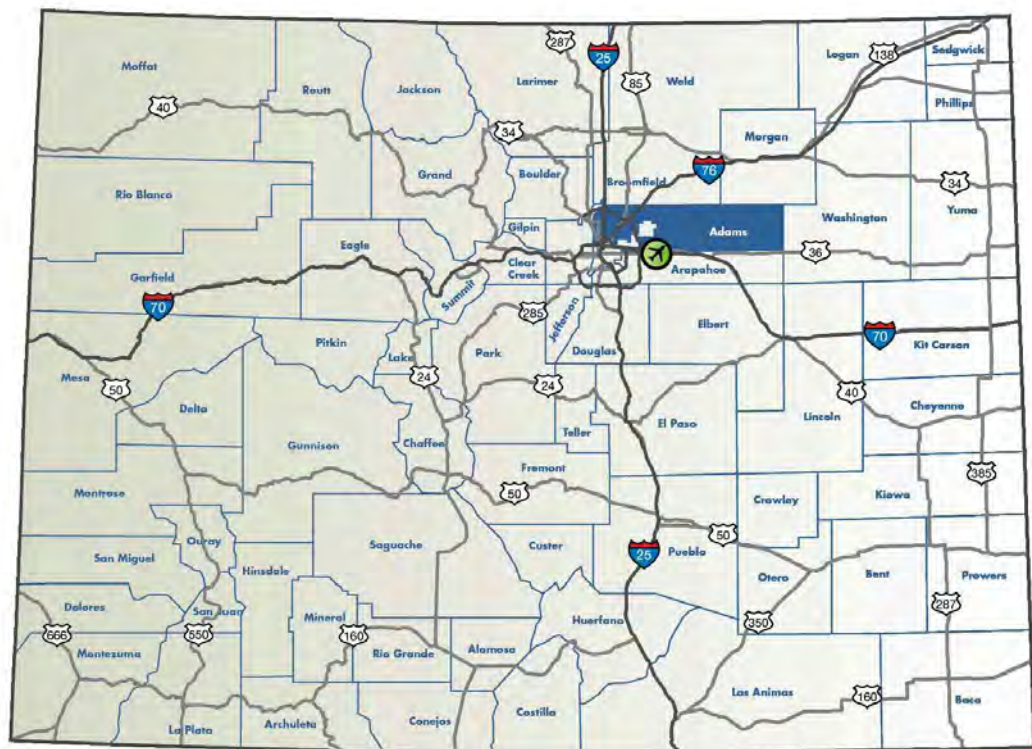 Moffat
Routt
Jackson
Larimer
287
25
85
Weld
Logan
138
Sedgwick
Phillips
40
34
Morgan
Grand
Boulder
Broomfield
76
Rio Blanco
34
Yuma
Washington
Adams
Gilpin
Eagle
36
Clear
Creek
Arapahoe
Garfield
Summit
70
285
Jefferson
Elbert
70
Kit Carson
Pitkin
Lake
Park
Douglas
Mesa
50
24
24
40
Cheyenne
Delta
Teller
El Paso
Lincoln
Gunnison
Chaffee
Fremont
385
Montrose
50
Crowley
Kiowa
Ouray
Saguache
Custer
25
Pueblo
50
San Miguel
Hinsdale
Otero
Bent
Prowers
Dolores
San Juan
Mineral
Huerfano
287
350
666
550
160
Montezuma
Rio Grande
Alamosa
Las Animas
160
Baca
La Plata
Archuleta
Conejos
Costilla